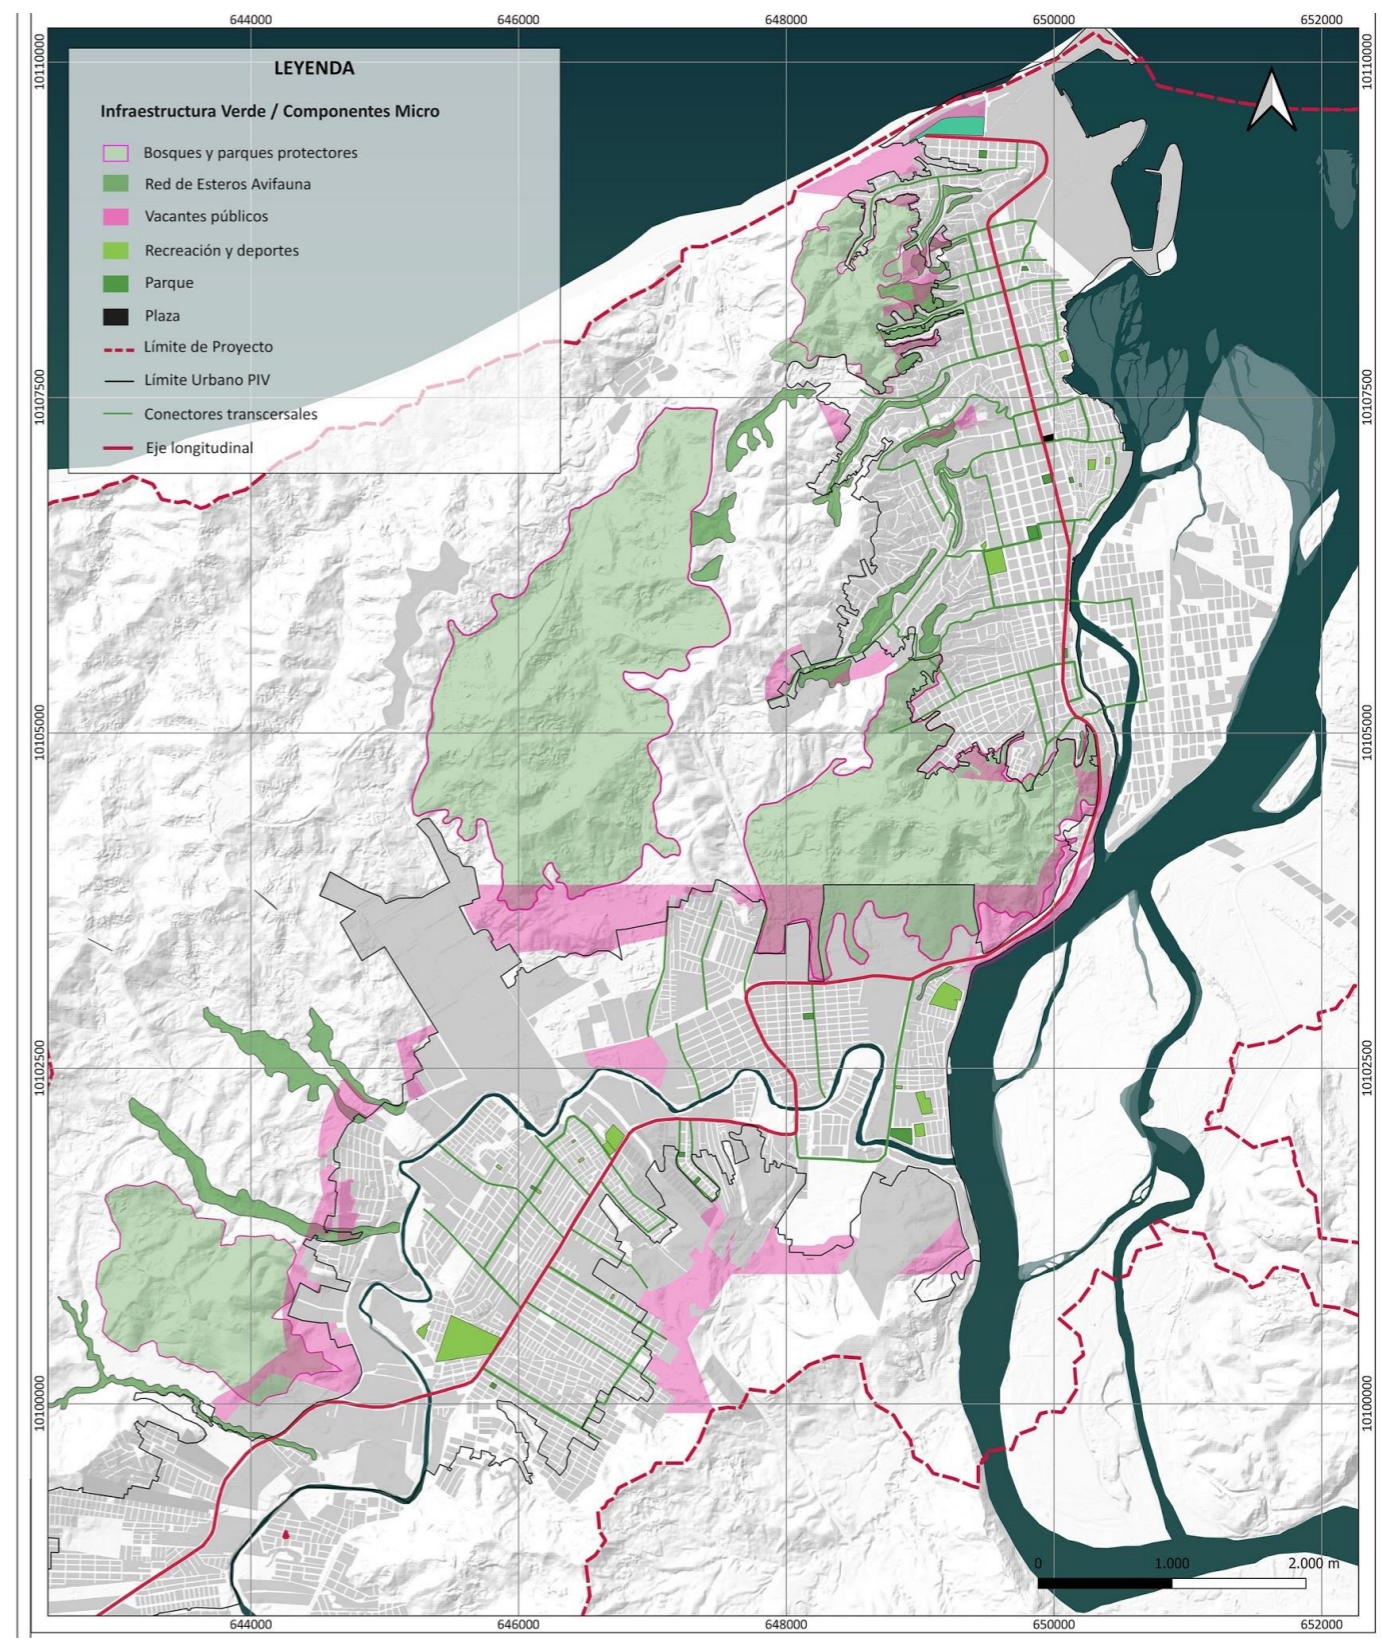 644000 646000 648000 650000 652000
10110000 10110000
LEYENDA
Infraestructura Verde / Componentes Micro
Bosques y parques protectores
Red de Esteros Avifauna
Vacantes públicos
Recreación y deportes
Parque
Plaza
Límite de Proyecto
Límite Urbano PIV
Conectores transcersales
Eje longitudinal
10107500 10107500
10105000 10105000
10102500 10102500
10100000 10100000
0 1.000 2.000 m
644000 646000 648000 650000 652000